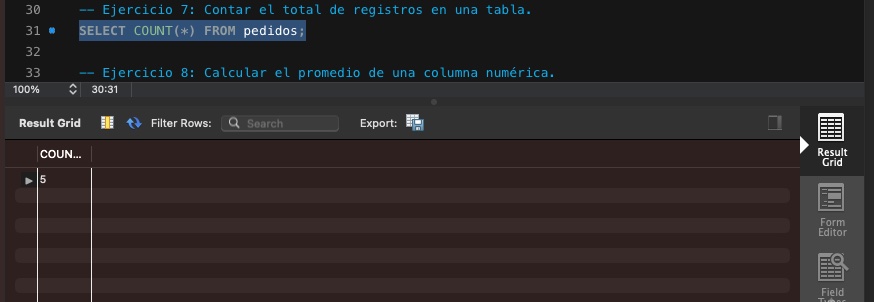 30 -- Ejercicio 7: Contar el total de registros en una tabla.
31 SELECT COUNT(*) FROM pedidos;
32
33 -- Ejercicio 8: Calcular el promedio de una columna numérica.
100% 30:31
Result Grid Filter Rows: Search Export:
COUN...
5
Result
Grid
Form
Editor
Field